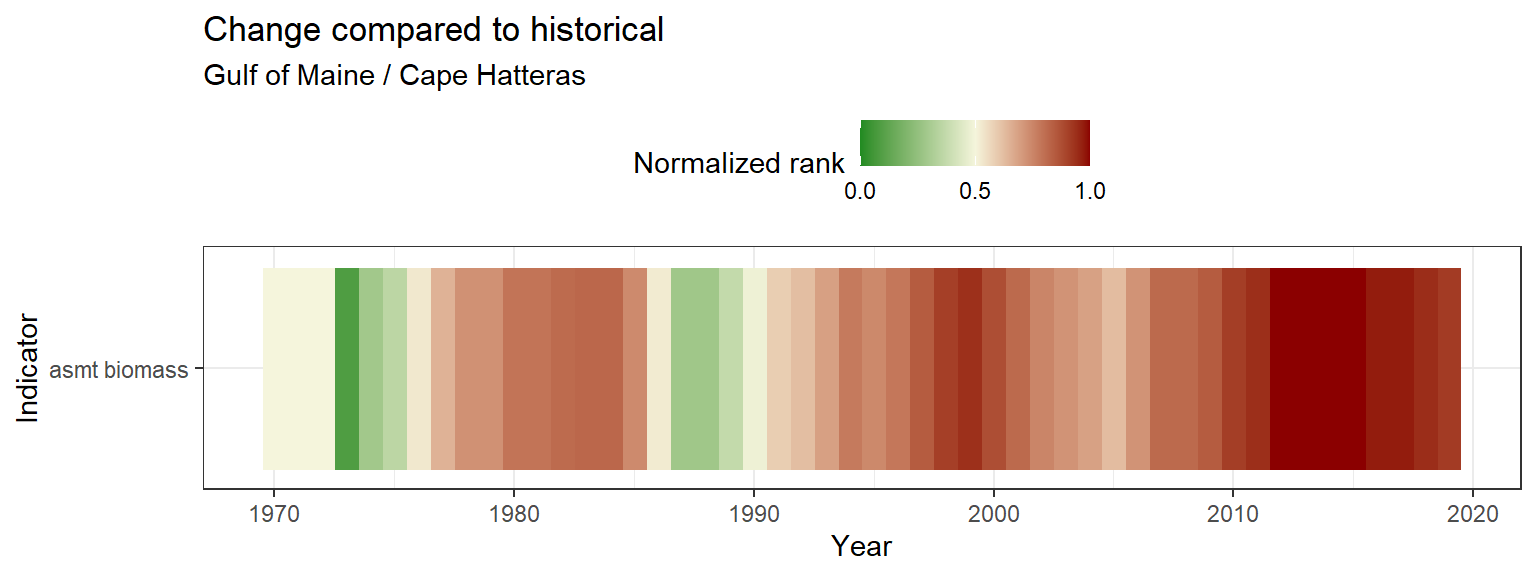 Change compared to historical
Gulf of Maine / Cape Hatteras
Normalized rank
0.0 0.5 1.0
Indicator
asmt biomass
1970 1980 1990 2000 2010 2020
Year